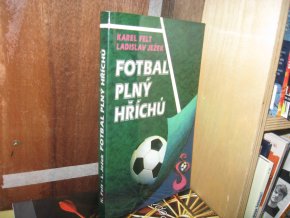 KAREL FELT
LADISLAV JEŽEK
FOTBAL
PLNÝ
HŘÍCHŮ
K. Felt - L. Ježek FOTBAL PLNÝ HŘÍCHŮ